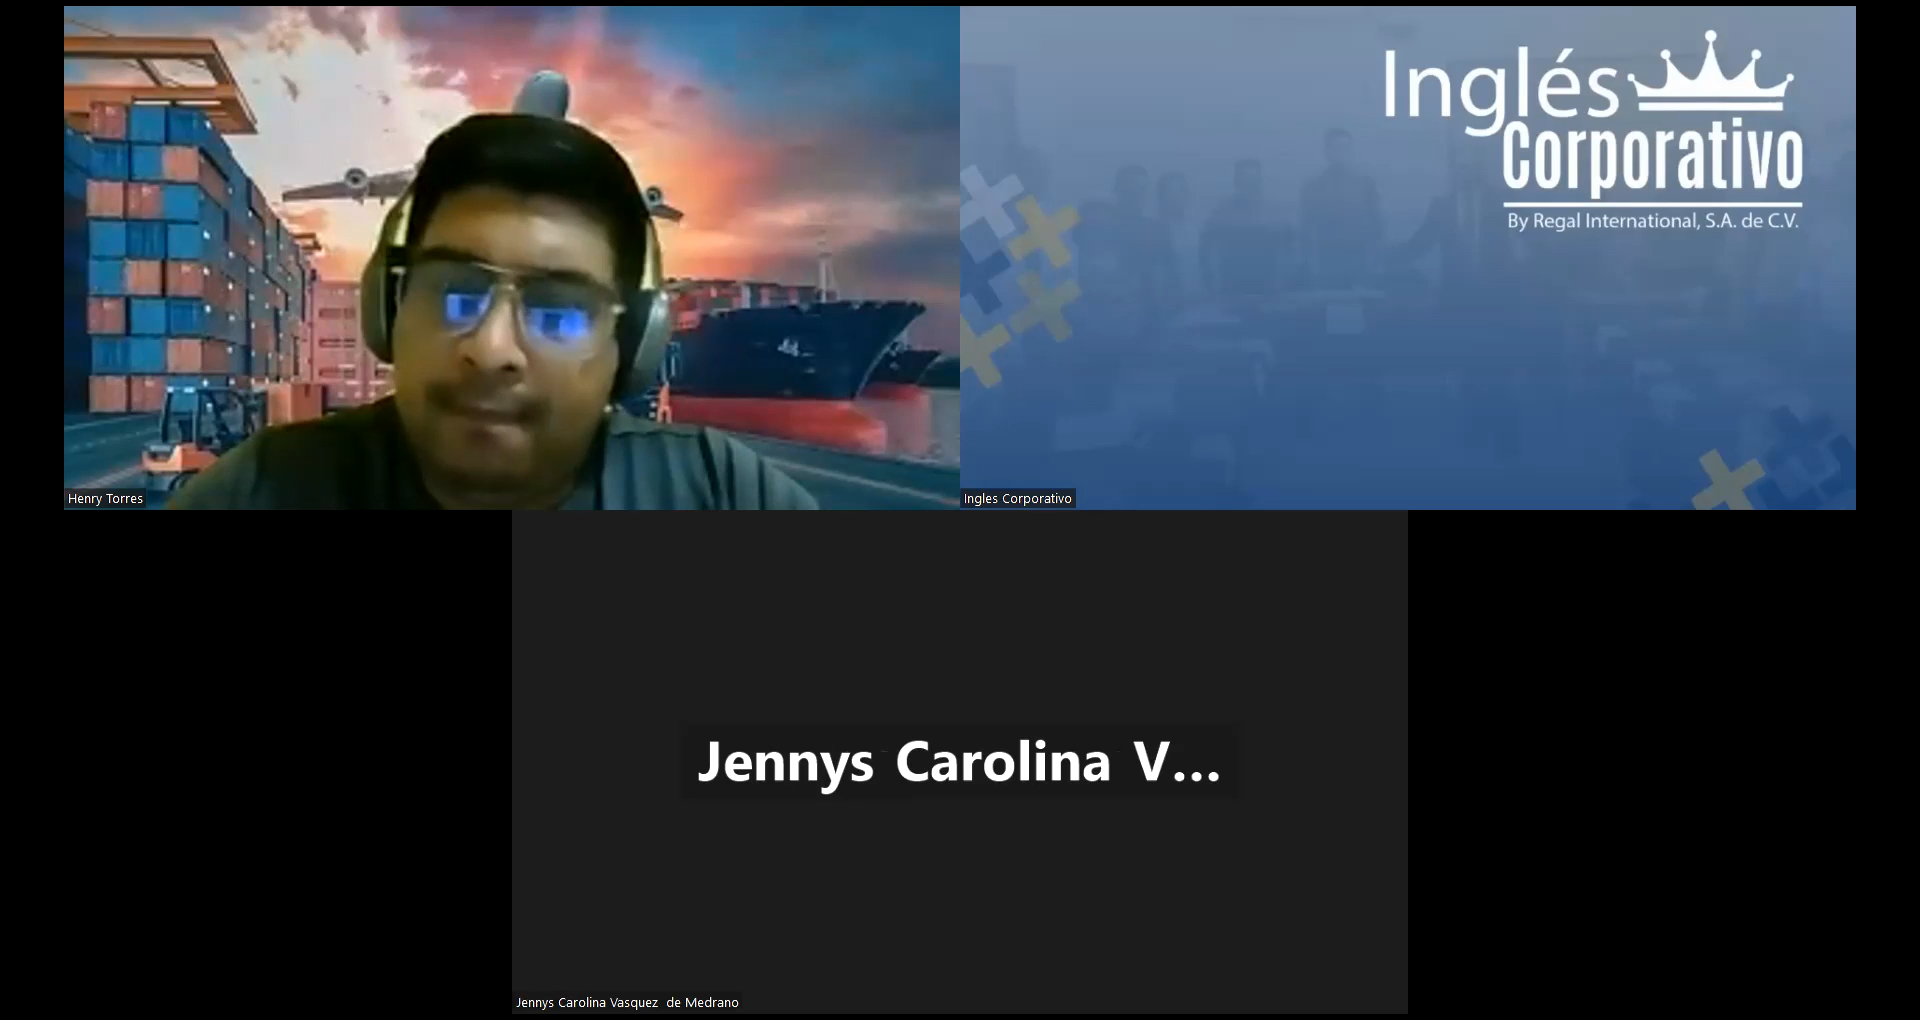 Inglés
Corporativo
By Regal International, S.A. de C.V.
Henry Torres
Ingles Corporativo
Jennys Carolina V...
Jennys Carolina Vasquez de Medrano